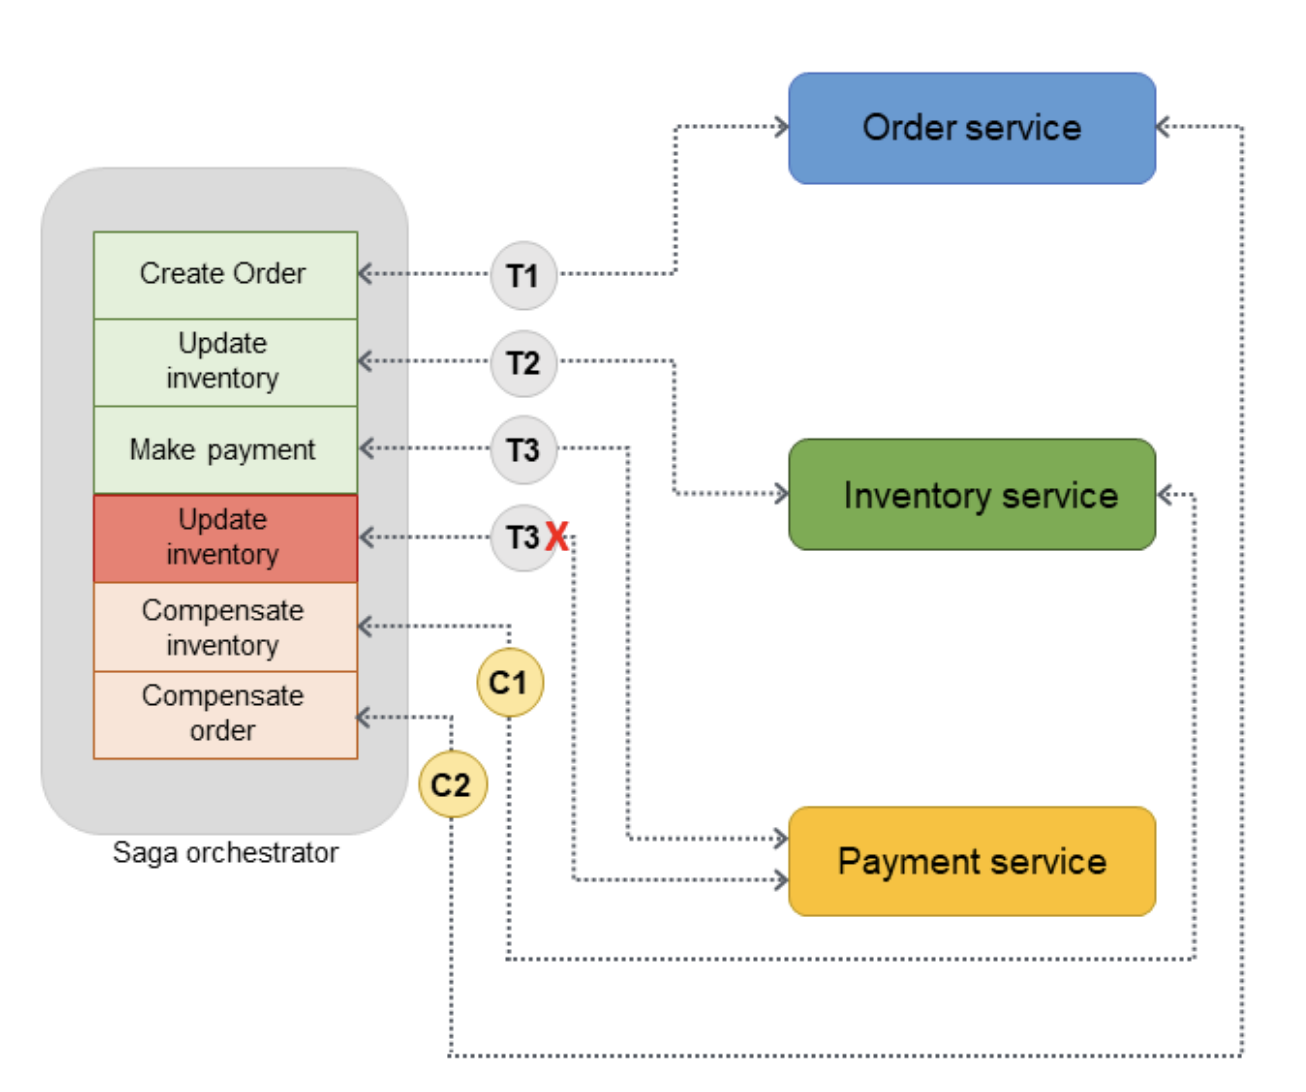 Order service
Create Order
T1
Update
inventory
T2
Make payment
T3
Inventory service
Update
inventory
T3
X
Compensate
inventory
C1
Compensate
order
C2
Saga orchestrator
Payment service